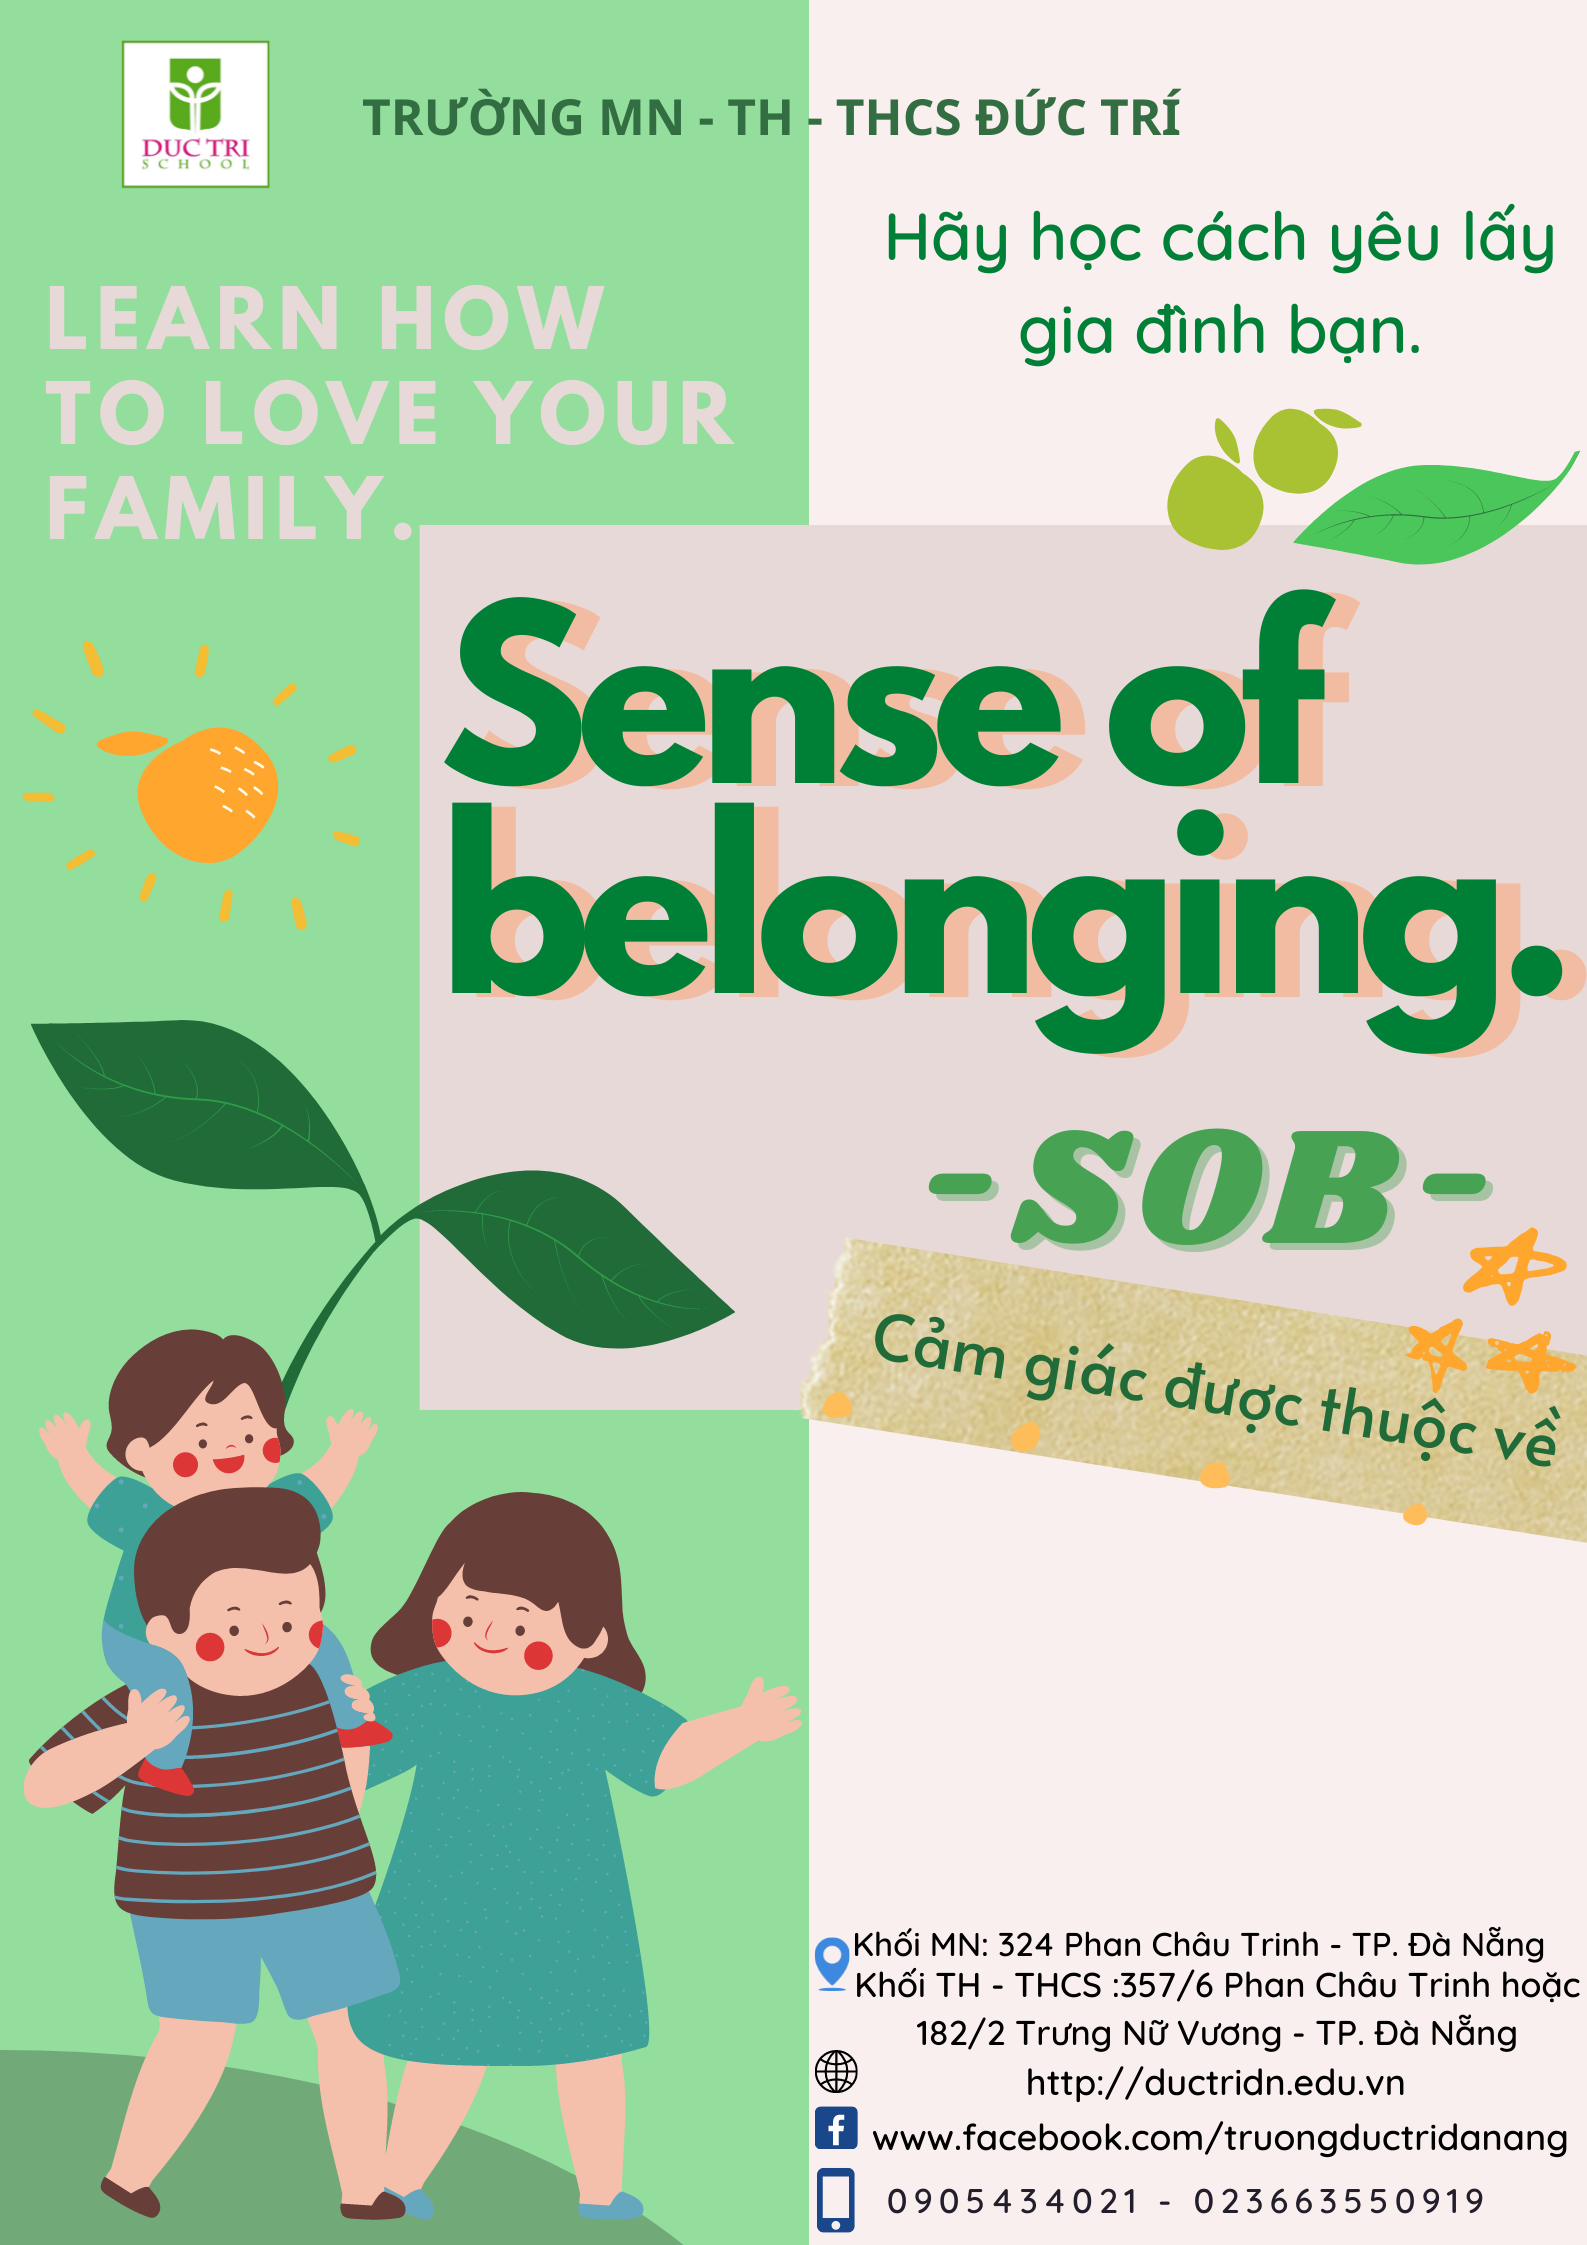 DUC TRI
SCHOOL
TRƯỜNG MN - TH - THCS ĐỨC TRÍ
LEARN HOW
TO LOVE YOUR
FAMILY.
Hãy học cách yêu lấy
gia đình bạn.
Sense of
belonging.
-SOB-
Cảm giác được thuộc về
Khối MN: 324 Phan Châu Trinh - TP. Đà Nẵng
Khối TH - THCS :357/6 Phan Châu Trinh hoặc
182/2 Trưng Nữ Vương - TP. Đà Nẵng
http://ductridn.edu.vn
www.facebook.com/truongductridanang
0905434021 - 023663550919